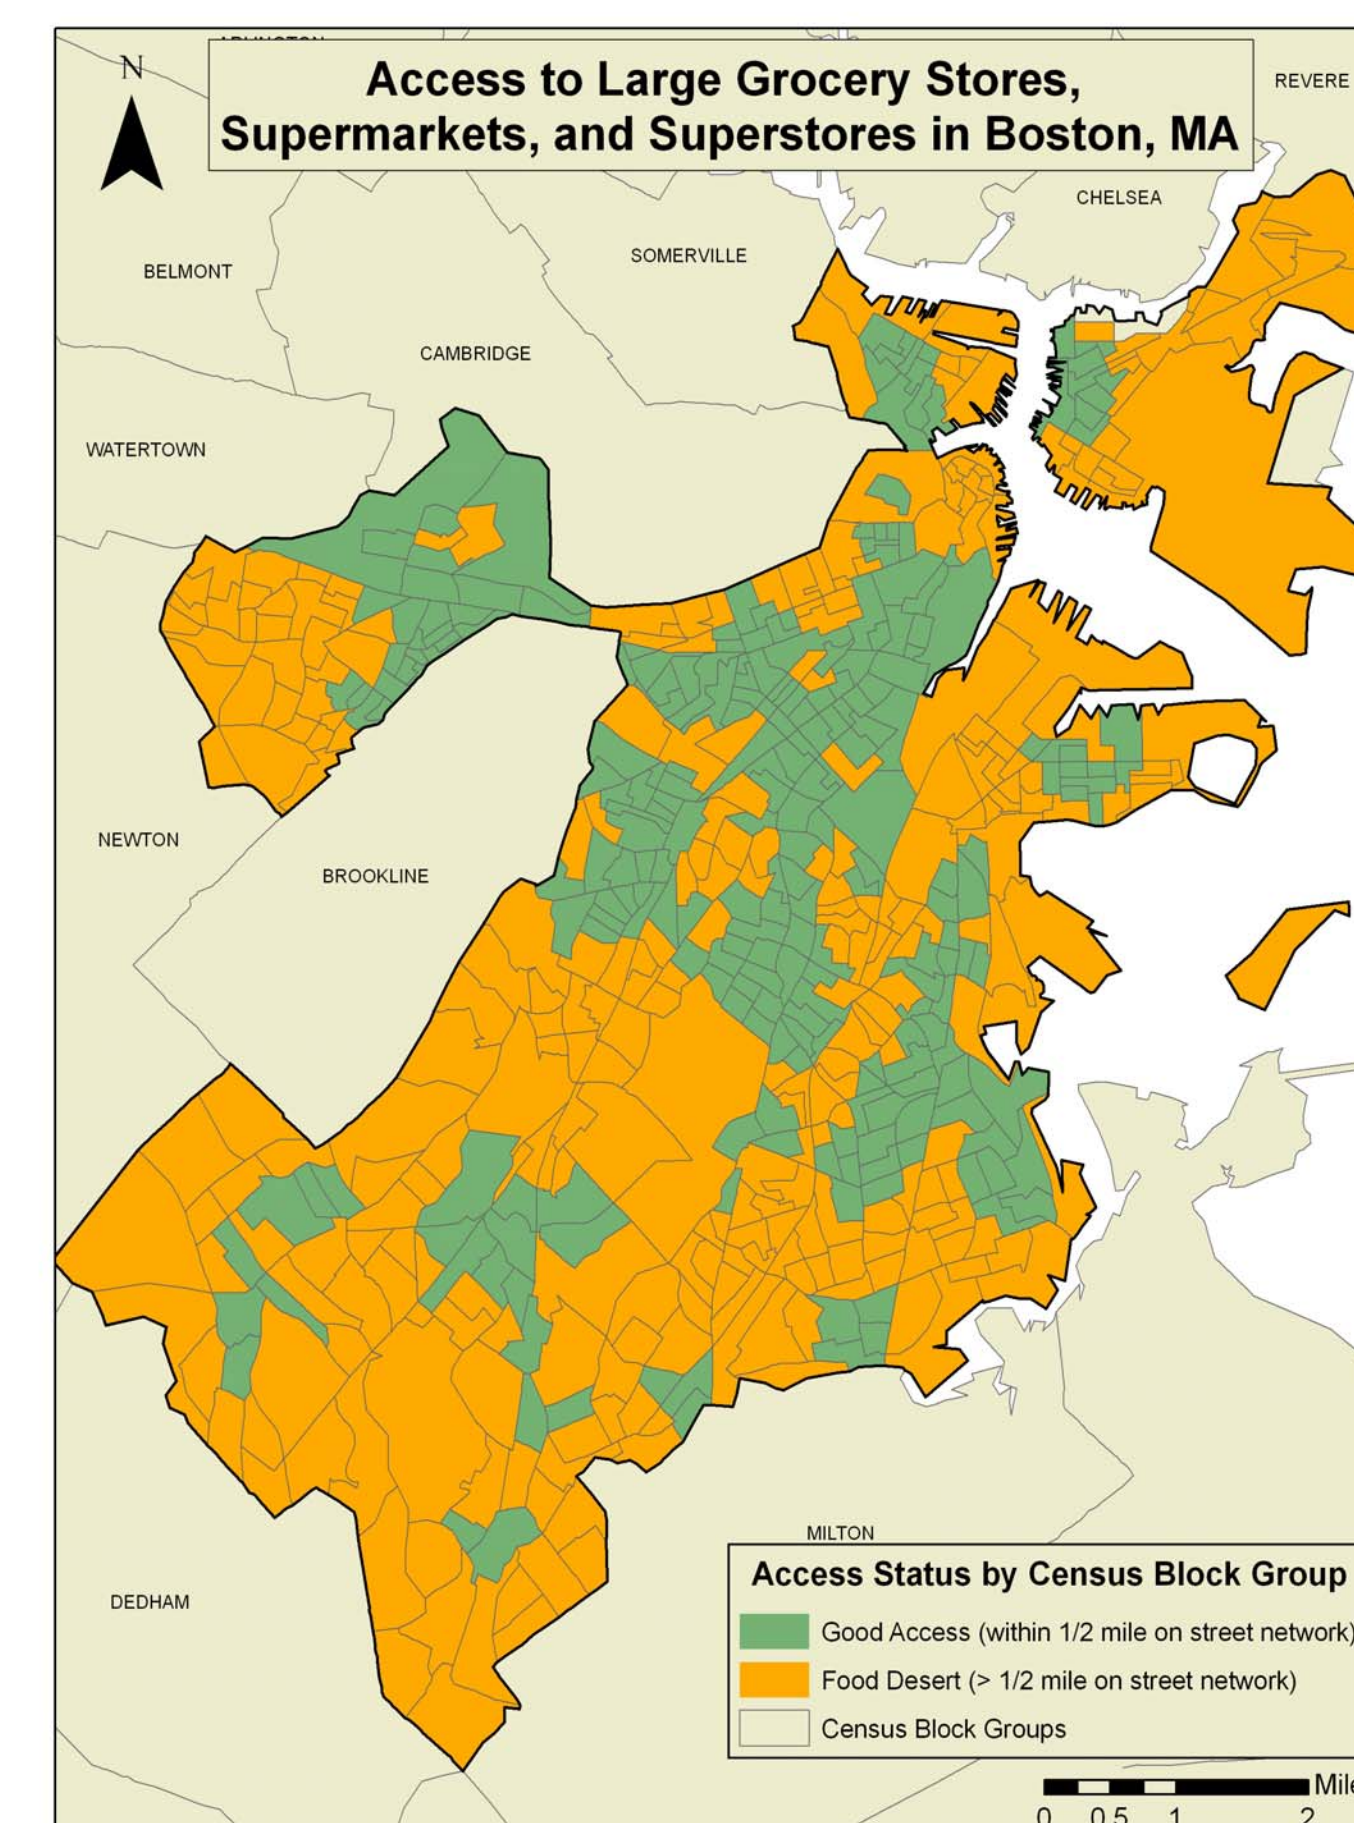 N
Access to Large Grocery Stores,
Supermarkets, and Superstores in Boston, MA
REVERE
CHELSEA
SOMERVILLE
BELMONT
CAMBRIDGE
WATERTOWN
NEWTON
BROOKLINE
MILTON
DEDHAM
Access Status by Census Block Group
Good Access (within 1/2 mile on street network)
Food Desert (> 1/2 mile on street network)
Census Block Groups
0 0.5 1 2